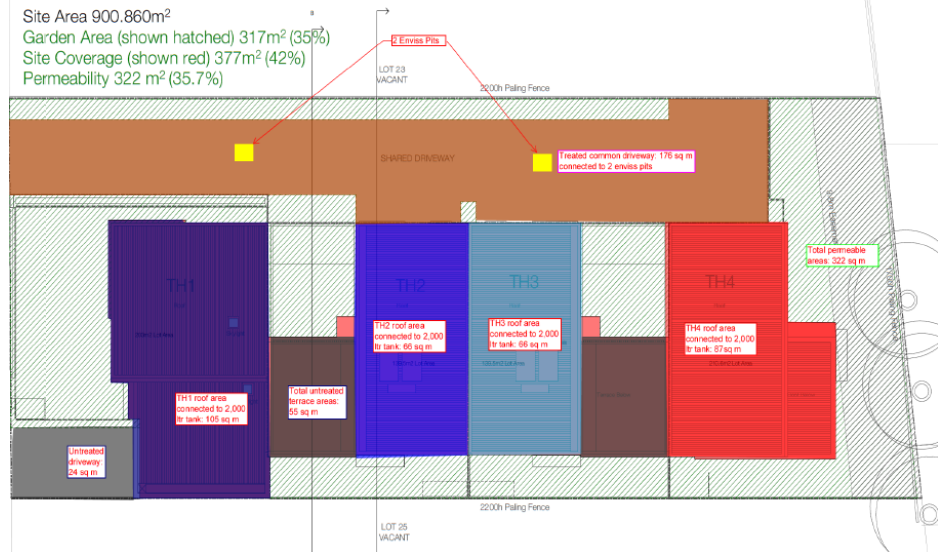 Site Area 900.860m²
Garden Area (shown hatched) 317m² (35%)
Site Coverage (shown red) 377m² (42%)
Permeability 322 m² (35.7%)
2 Enviss Pits
LOT 23
VACANT
2200h Paling Fence
SHARED DRIVEWAY
Treated common driveway: 176 sq m
connected to 2 enviss pits
Total permeable
areas: 322 sq m
TH1
TH2
TH3
TH4
TH2 roof area
connected to 2,000
ltr tank: 66 sq m
TH3 roof area
connected to 2,000
ltr tank: 66 sq m
TH4 roof area
connected to 2,000
ltr tank: 87sq m
TH1 roof area
connected to 2,000
ltr tank: 105 sq m
Total untreated
terrace areas:
55 sq m
Untreated
driveway:
24 sq m
2200h Paling Fence
LOT 25
VACANT